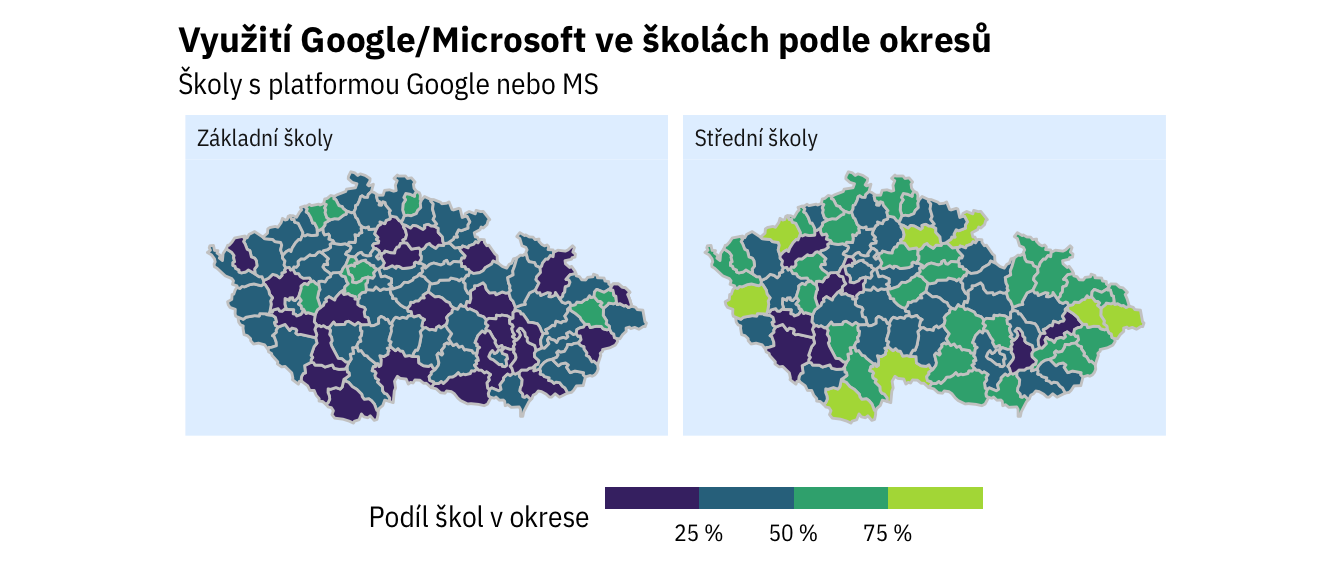 Využití Google/Microsoft ve školách podle okresů
Školy s platformou Google nebo MS
Základní školy
Střední školy
Podíl škol v okrese
25 %
50 %
75 %